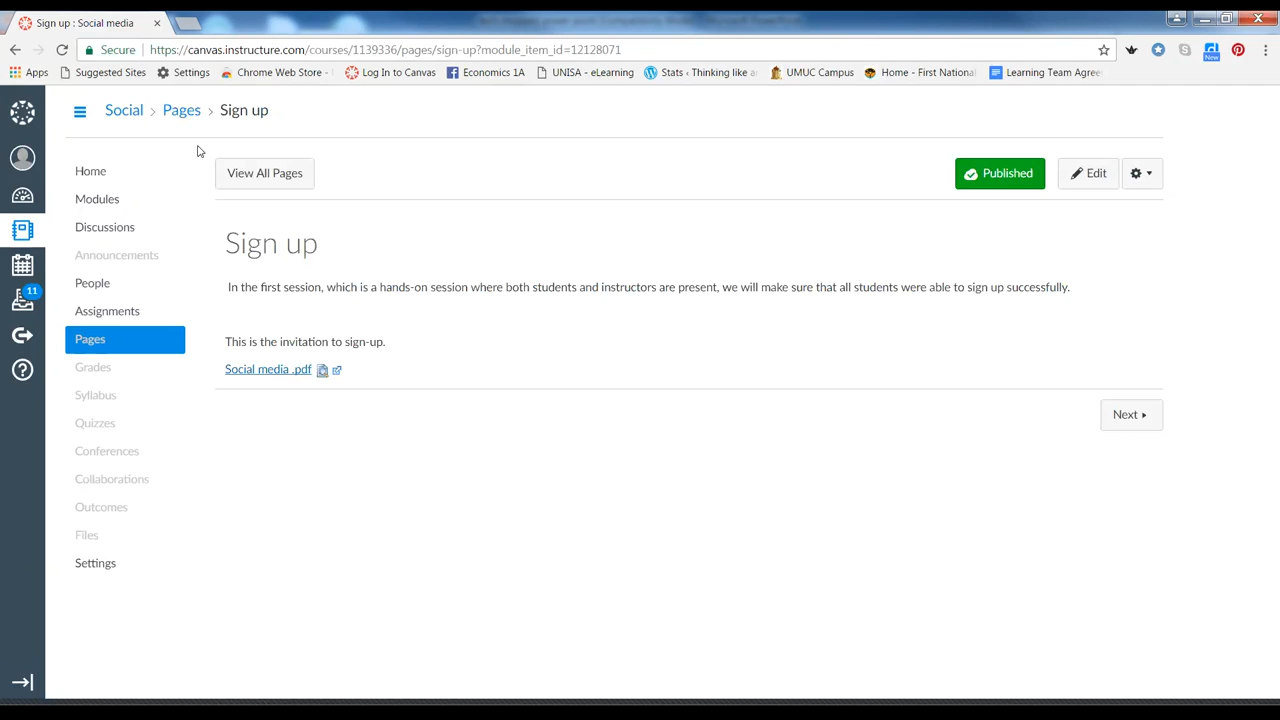 Sign up : Social media
Secure
https://canvas.instructure.com/courses/1139336/pages/sign-up?module_item_id=12128071
Apps
Suggested Sites
Settings
Chrome Web Store -
Log In to Canvas
Economics 1A
UNISA - eLearning
Stats ‹ Thinking like a
UMUC Campus
Home - First National
Learning Team Agree
New
Social > Pages > Sign up
Home
Modules
Discussions
Announcements
People
Assignments
Pages
Grades
Syllabus
Quizzes
Conferences
Collaborations
Outcomes
Files
Settings
11
View All Pages
Published
Edit
Sign up
In the first session, which is a hands-on session where both students and instructors are present, we will make sure that all students were able to sign up successfully.
This is the invitation to sign-up.
Social media .pdf
Next